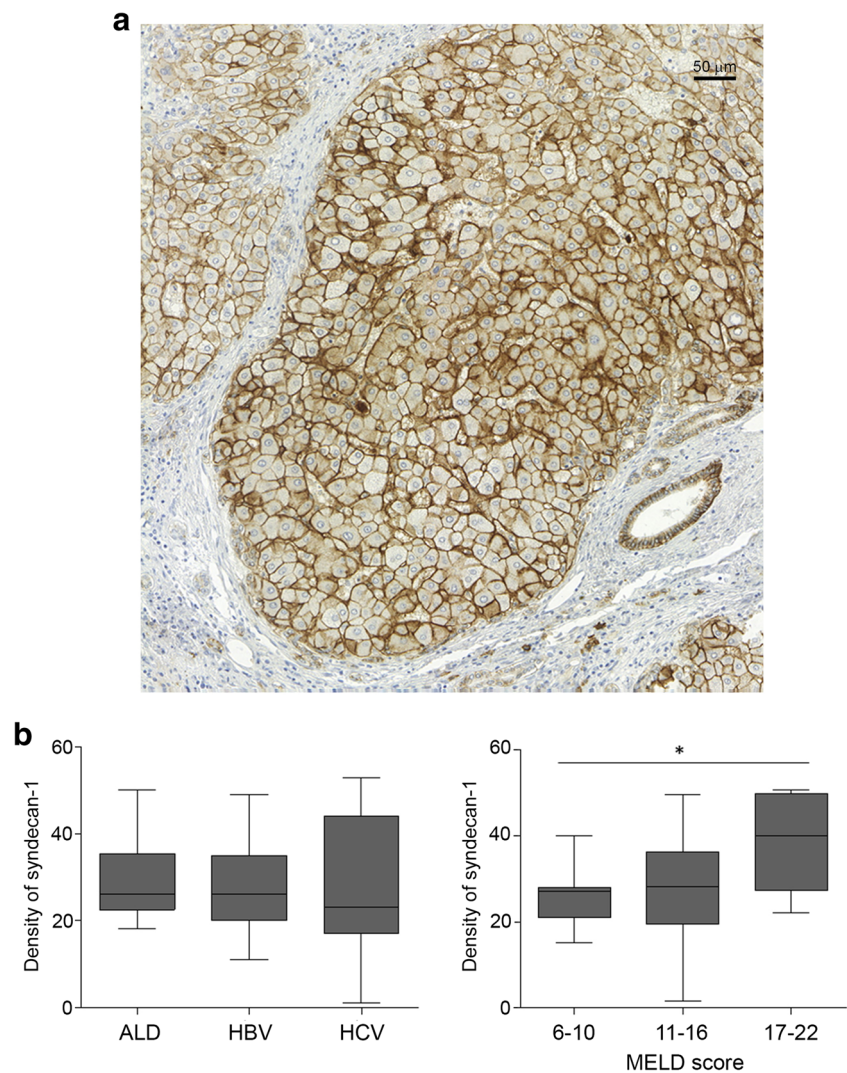 a
50 μm
b
Density of syndecan-1
60
40
20
0
ALD HBV HCV
Density of syndecan-1
60
40
20
0
*
6-10 11-16 17-22
MELD score